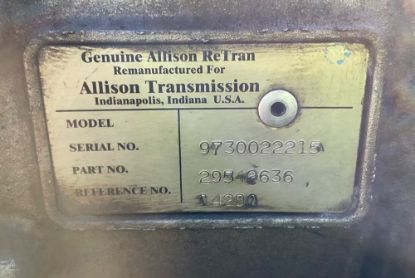 Genuine Allison ReTran
Remanufactured For
Allison Transmission
Indianapolis, Indiana U.S.A.
MODEL
SERIAL NO. 9730022215
PART NO.
REFERENCE NO.